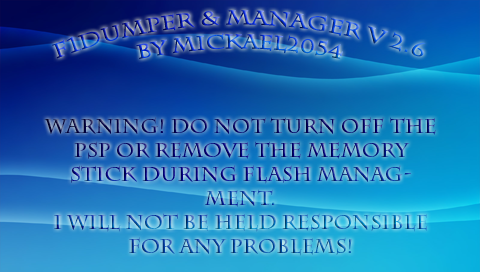 F1DUMPER & MANAGER V 2.6
BY MICKAEL2054
WARNING! DO NOT TURN OFF THE
PSP OR REMOVE THE MEMORY
STICK DURING FLASH MANAG-
MENT.
I WILL NOT BE HELD RESPONSIBLE
FOR ANY PROBLEMS!